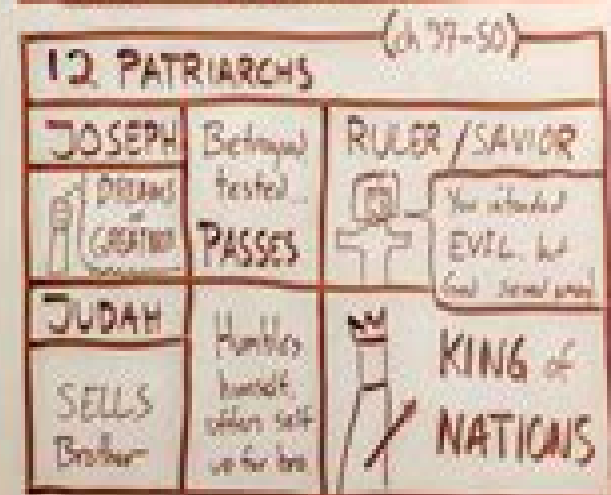 (ch 37-50)
12 PATRIARCHS
JOSEPH
DREAMS
of
GREATNESS
Betrayed
tested...
PASSES
RULER/SAVIOR
You intended
EVIL, but
God
JUDAH
SELLS
Brother
Humbles
himself,
offers self
up for bro
KING of
NATIONS